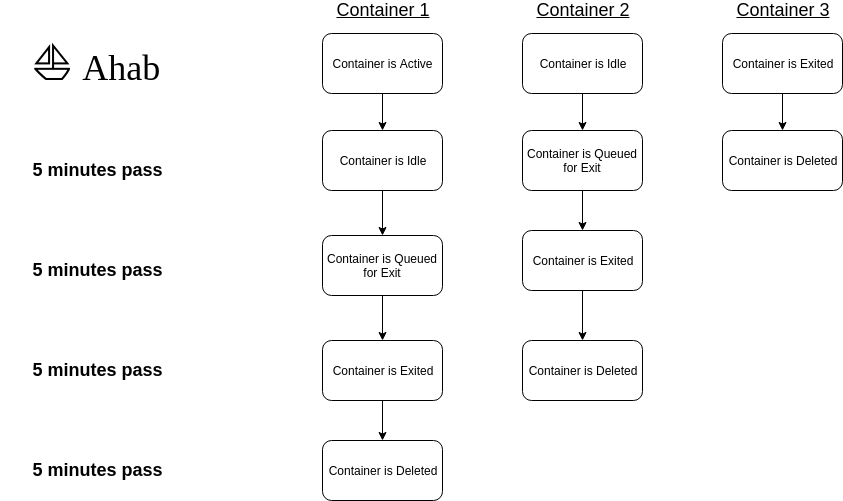 Container 1
Container 2
Container 3
Ahab
Container is Active
Container is Idle
Container is Exited
5 minutes pass
Container is Idle
Container is Queued
for Exit
Container is Deleted
5 minutes pass
Container is Queued
for Exit
Container is Exited
5 minutes pass
Container is Exited
Container is Deleted
5 minutes pass
Container is Deleted